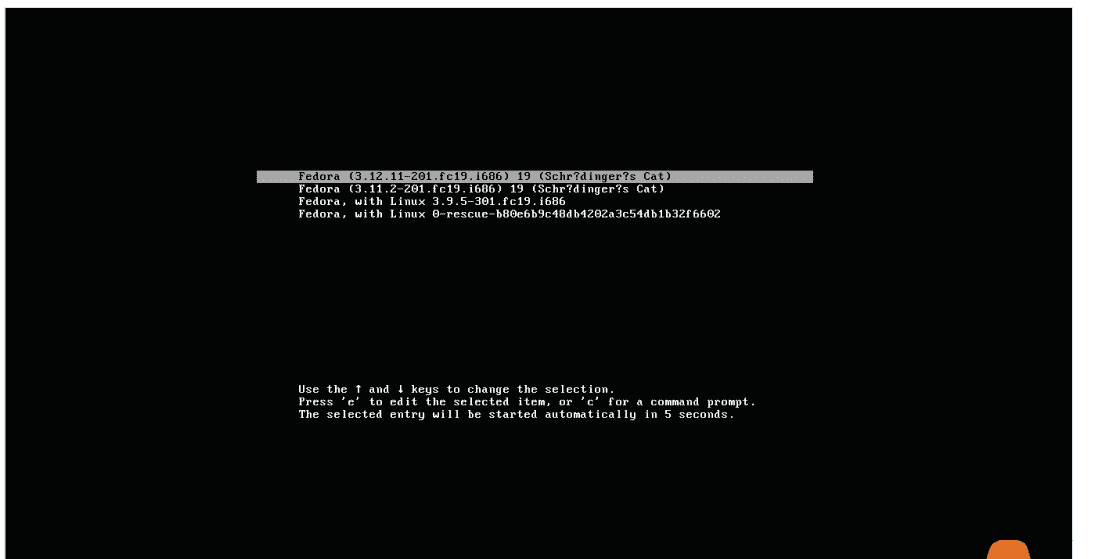 Fedora (3.12.11-201.fc19.i686) 19 (Schr?dinger?s Cat)
Fedora (3.11.2-201.fc19.i686) 19 (Schr?dinger?s Cat)
Fedora, with Linux 3.9.5-301.fc19.i686
Fedora, with Linux 0-rescue-b80e6b9c48db4202a3c54db1b32f6602
Use the ↑ and ↓ keys to change the selection.
Press 'e' to edit the selected item, or 'c' for a command prompt.
The selected entry will be started automatically in 5 seconds.